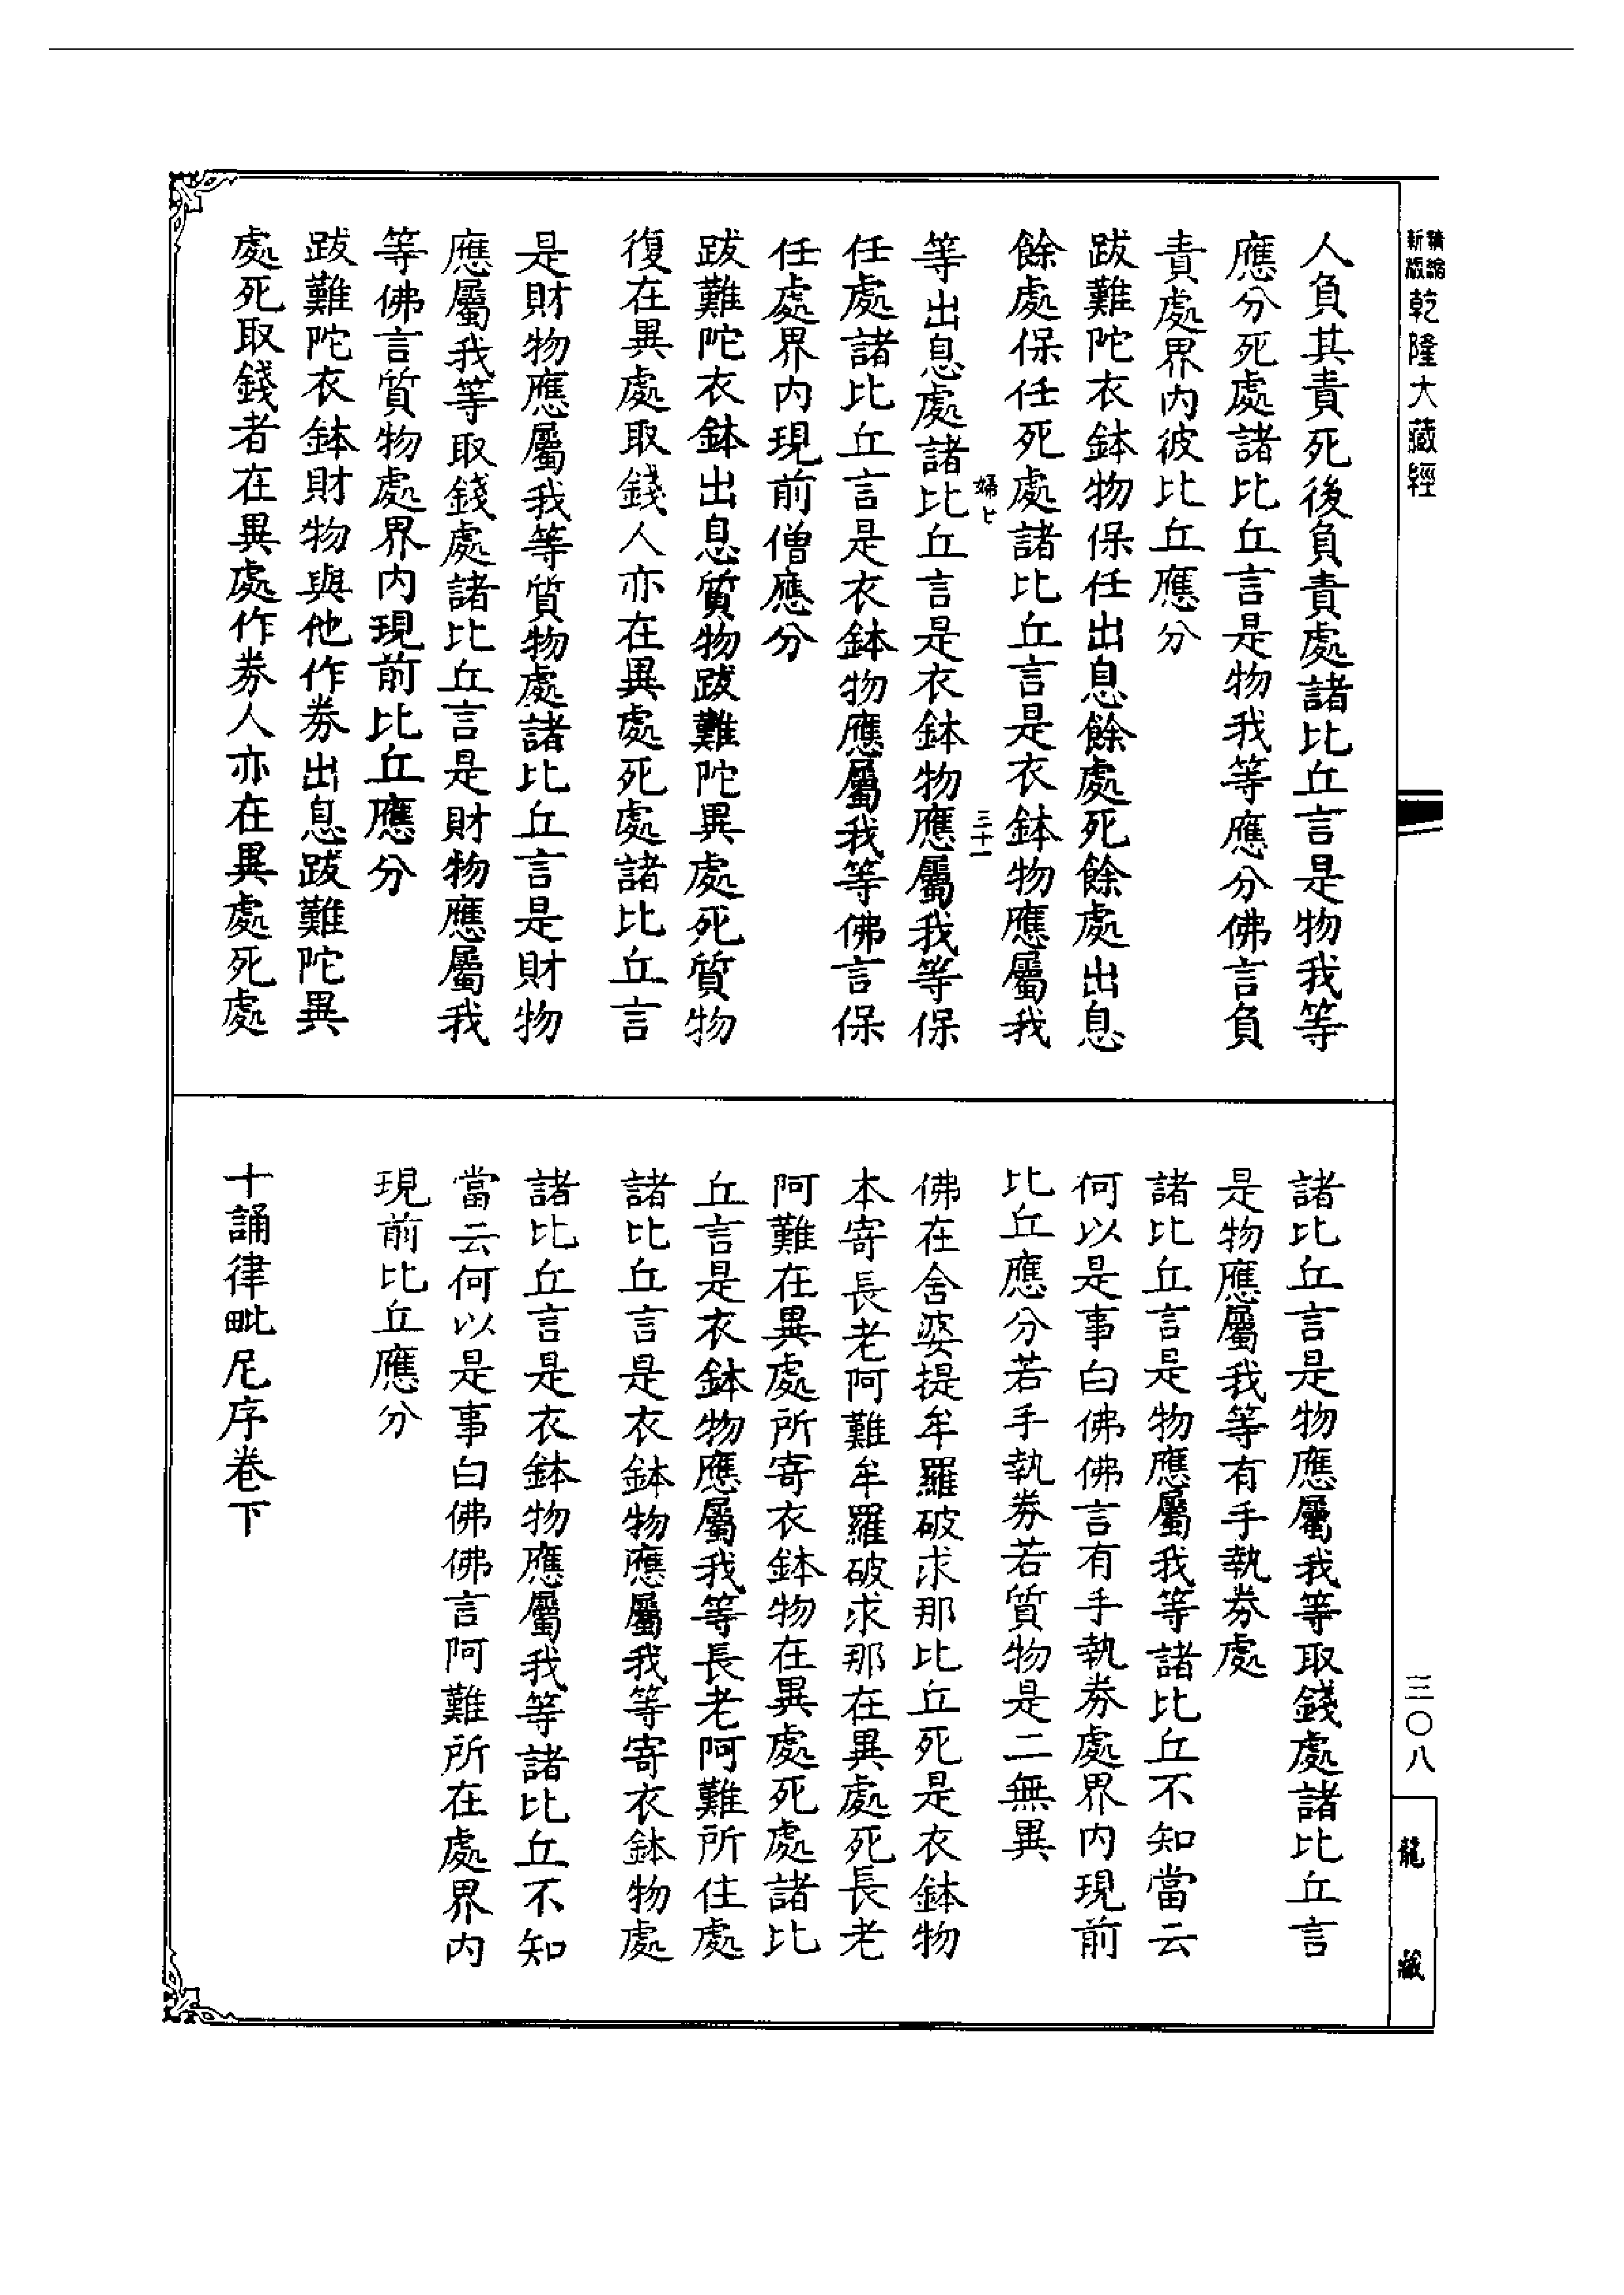 新版精縮乾隆大藏經
人負其責死後負責處諸比丘言是物我等
應分死處諸比丘言是物我等應分佛言負
責處界內彼比丘應分
跋難陀衣鉢物保任出息餘處死餘處出息
餘處保任死處諸比丘言是衣鉢物應屬我
婦七 三十一
等出息處諸比丘言是衣鉢物應屬我等保
任處諸比丘言是衣鉢物應屬我等佛言保
任處界內現前僧應分
跋難陀衣鉢出息質物跋難陀異處死質物
復在異處取錢人亦在異處死處諸比丘言
是財物應屬我等質物處諸比丘言是財物
應屬我等取錢處諸比丘言是財物應屬我
等佛言質物處界內現前比丘應分
跋難陀衣鉢財物與他作券出息跋難陀異
處死取錢者在異處作券人亦在異處死處
諸比丘言是物應屬我等取錢處諸比丘言
是物應屬我等有手執券處
諸比丘言是物應屬我等諸比丘不知當云
何以是事白佛佛言有手執券處界內現前
比丘應分若手執券若質物是二無異
佛在舍婆提牟羅破求那比丘死是衣鉢物
本寄長老阿難牟羅破求那在異處死長老
阿難在異處所寄衣鉢物在異處死處諸比
丘言是衣鉢物應屬我等長老阿難所住處
諸比丘言是衣鉢物應屬我等寄衣鉢物處
諸比丘言是衣鉢物應屬我等諸比丘不知
當云何以是事白佛佛言阿難所在處界內
現前比丘應分
十誦律毗尼序卷下
三〇八
龍藏